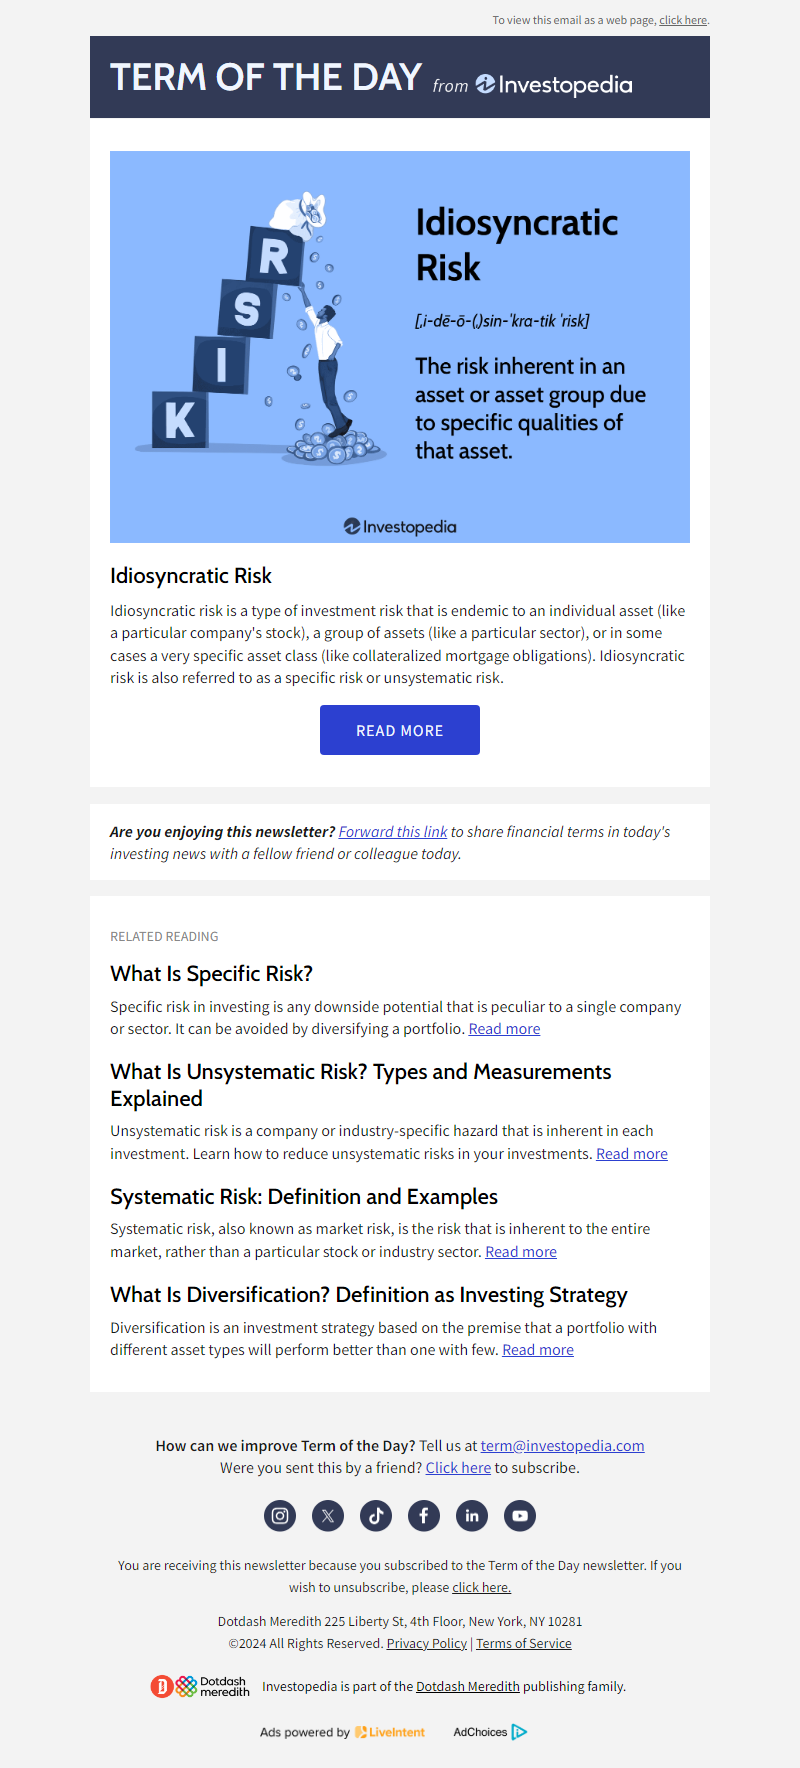 To view this email as a web page, click here.
TERM OF THE DAY from Investopedia
R
S
I
K
Idiosyncratic
Risk
[ˌi-dē-ō-(ˌ)sin-ˈkra-tik ˈrisk]
The risk inherent in an
asset or asset group due
to specific qualities of
that asset.
Investopedia
Idiosyncratic Risk
Idiosyncratic risk is a type of investment risk that is endemic to an individual asset (like
a particular company's stock), a group of assets (like a particular sector), or in some
cases a very specific asset class (like collateralized mortgage obligations). Idiosyncratic
risk is also referred to as a specific risk or unsystematic risk.
READ MORE
Are you enjoying this newsletter? Forward this link to share financial terms in today's
investing news with a fellow friend or colleague today.
RELATED READING
What Is Specific Risk?
Specific risk in investing is any downside potential that is peculiar to a single company
or sector. It can be avoided by diversifying a portfolio. Read more
What Is Unsystematic Risk? Types and Measurements
Explained
Unsystematic risk is a company or industry-specific hazard that is inherent in each
investment. Learn how to reduce unsystematic risks in your investments. Read more
Systematic Risk: Definition and Examples
Systematic risk, also known as market risk, is the risk that is inherent to the entire
market, rather than a particular stock or industry sector. Read more
What Is Diversification? Definition as Investing Strategy
Diversification is an investment strategy based on the premise that a portfolio with
different asset types will perform better than one with few. Read more
How can we improve Term of the Day? Tell us at term@investopedia.com
Were you sent this by a friend? Click here to subscribe.
You are receiving this newsletter because you subscribed to the Term of the Day newsletter. If you
wish to unsubscribe, please click here.
Dotdash Meredith 225 Liberty St, 4th Floor, New York, NY 10281
©2024 All Rights Reserved. Privacy Policy | Terms of Service
Dotdash
meredith
Investopedia is part of the Dotdash Meredith publishing family.
Ads powered by LiveIntent AdChoices